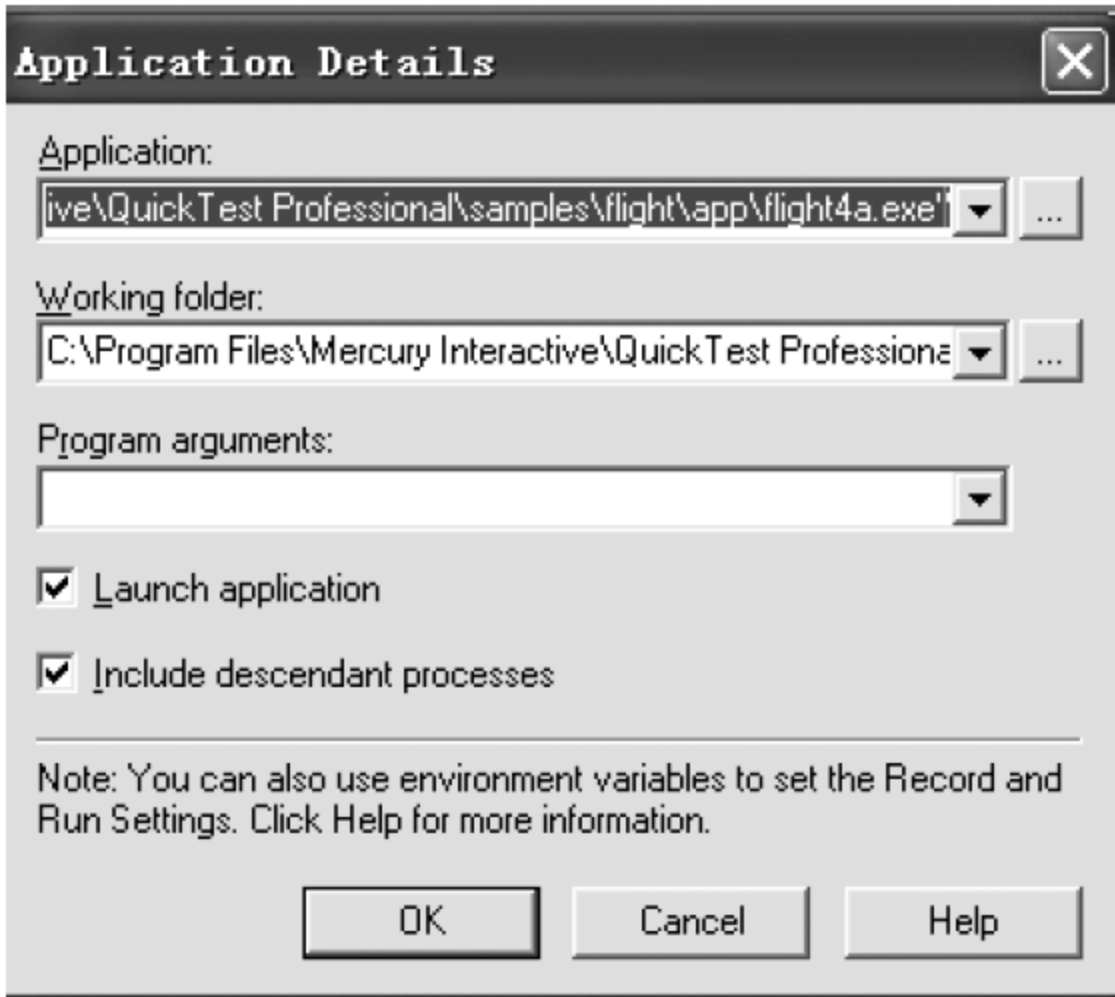 Application Details
Application:
ive\QuickTest Professional\samples\flight\app\flight4a.exe"
...
Working folder:
C:\Program Files\Mercury Interactive\QuickTest Professiona
...
Program arguments:
Launch application
Include descendant processes
Note: You can also use environment variables to set the Record and
Run Settings. Click Help for more information.
OK Cancel Help